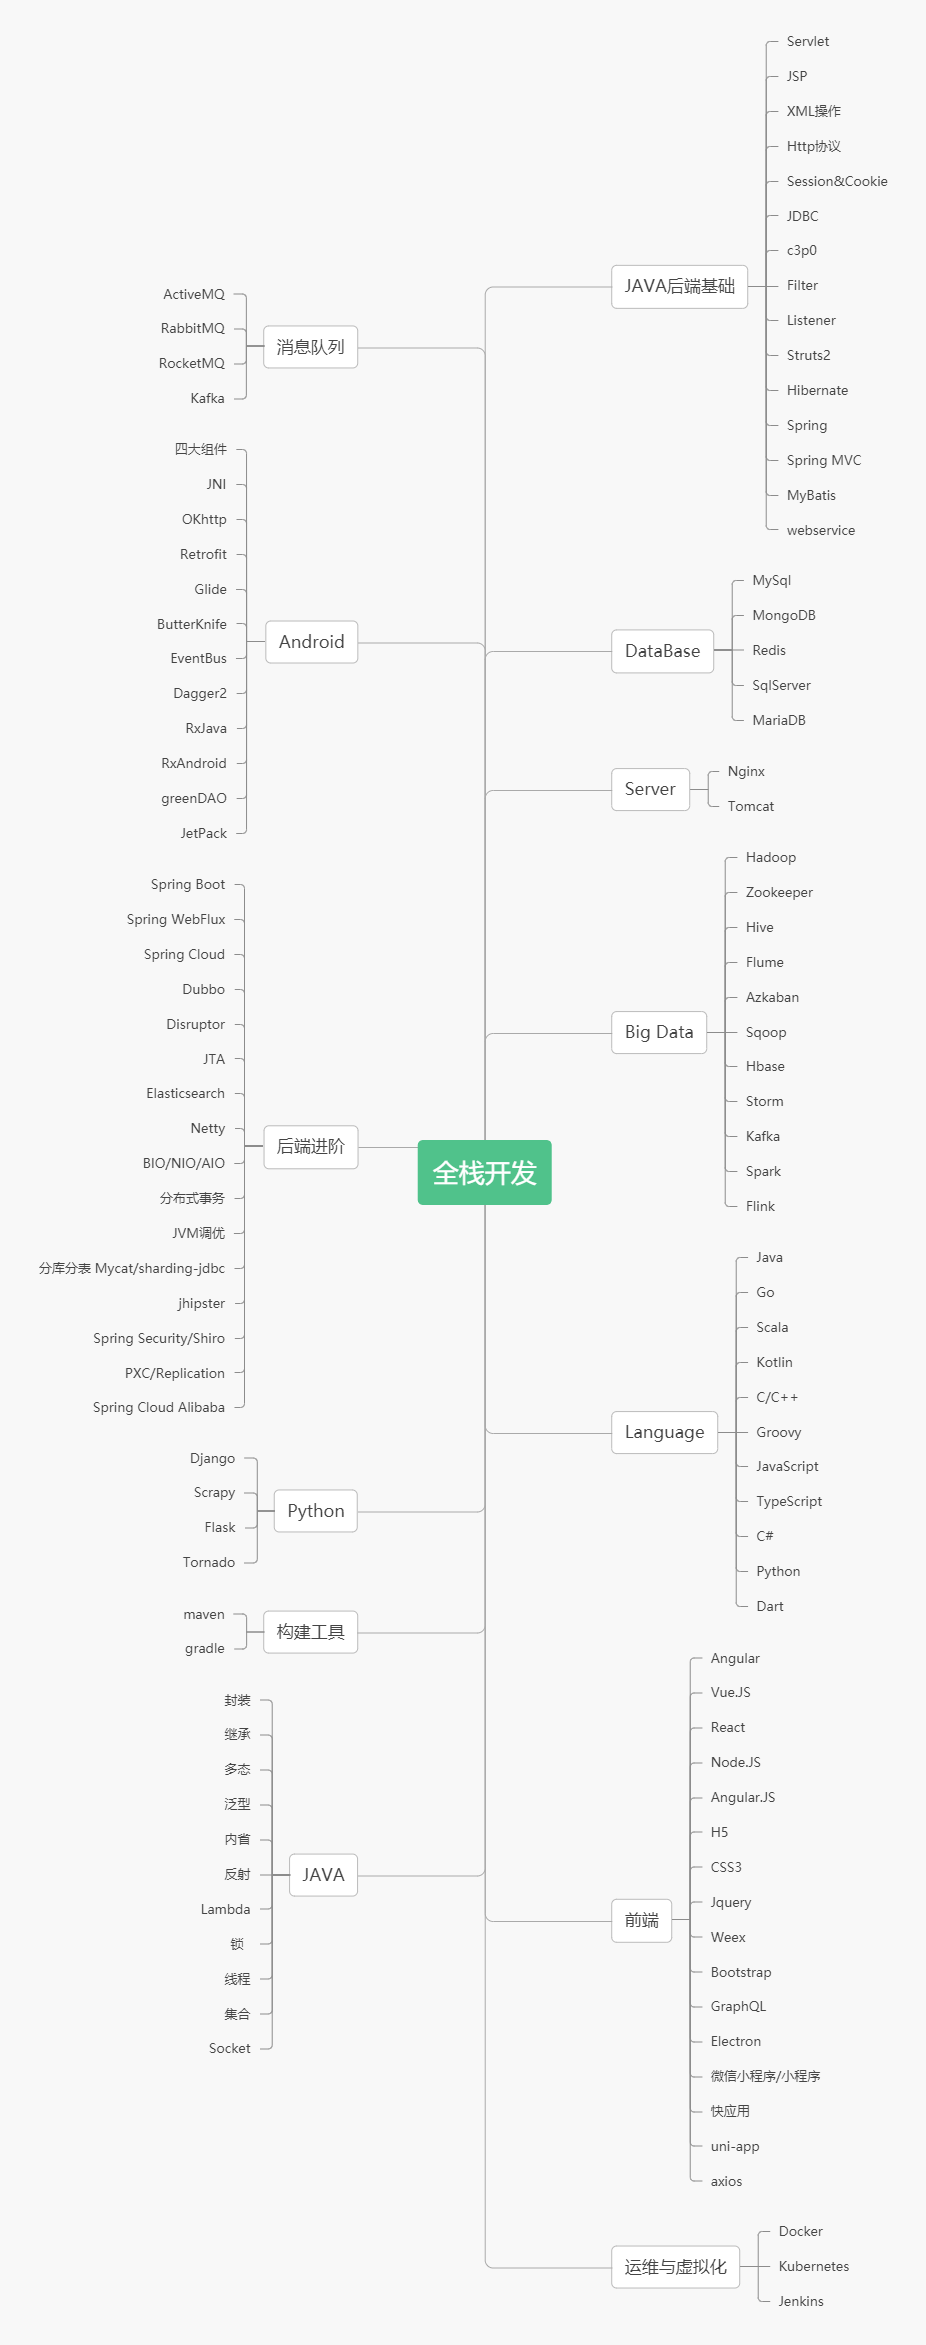 全栈开发
JAVA后端基础
Servlet
JSP
XML操作
Http协议
Session&Cookie
JDBC
c3p0
Filter
Listener
Struts2
Hibernate
Spring
Spring MVC
MyBatis
webservice
DataBase
MySql
MongoDB
Redis
SqlServer
MariaDB
Server
Nginx
Tomcat
Big Data
Hadoop
Zookeeper
Hive
Flume
Azkaban
Sqoop
Hbase
Storm
Kafka
Spark
Flink
Language
Java
Go
Scala
Kotlin
C/C++
Groovy
JavaScript
TypeScript
C#
Python
Dart
前端
Angular
Vue.JS
React
Node.JS
Angular.JS
H5
CSS3
Jquery
Weex
Bootstrap
GraphQL
Electron
微信小程序/小程序
快应用
uni-app
axios
运维与虚拟化
Docker
Kubernetes
Jenkins
消息队列
ActiveMQ
RabbitMQ
RocketMQ
Kafka
Android
四大组件
JNI
OKhttp
Retrofit
Glide
ButterKnife
EventBus
Dagger2
RxJava
RxAndroid
greenDAO
JetPack
后端进阶
Spring Boot
Spring WebFlux
Spring Cloud
Dubbo
Disruptor
JTA
Elasticsearch
Netty
BIO/NIO/AIO
分布式事务
JVM调优
分库分表 Mycat/sharding-jdbc
jhipster
Spring Security/Shiro
PXC/Replication
Spring Cloud Alibaba
Python
Django
Scrapy
Flask
Tornado
构建工具
maven
gradle
JAVA
封装
继承
多态
泛型
内省
反射
Lambda
锁
线程
集合
Socket